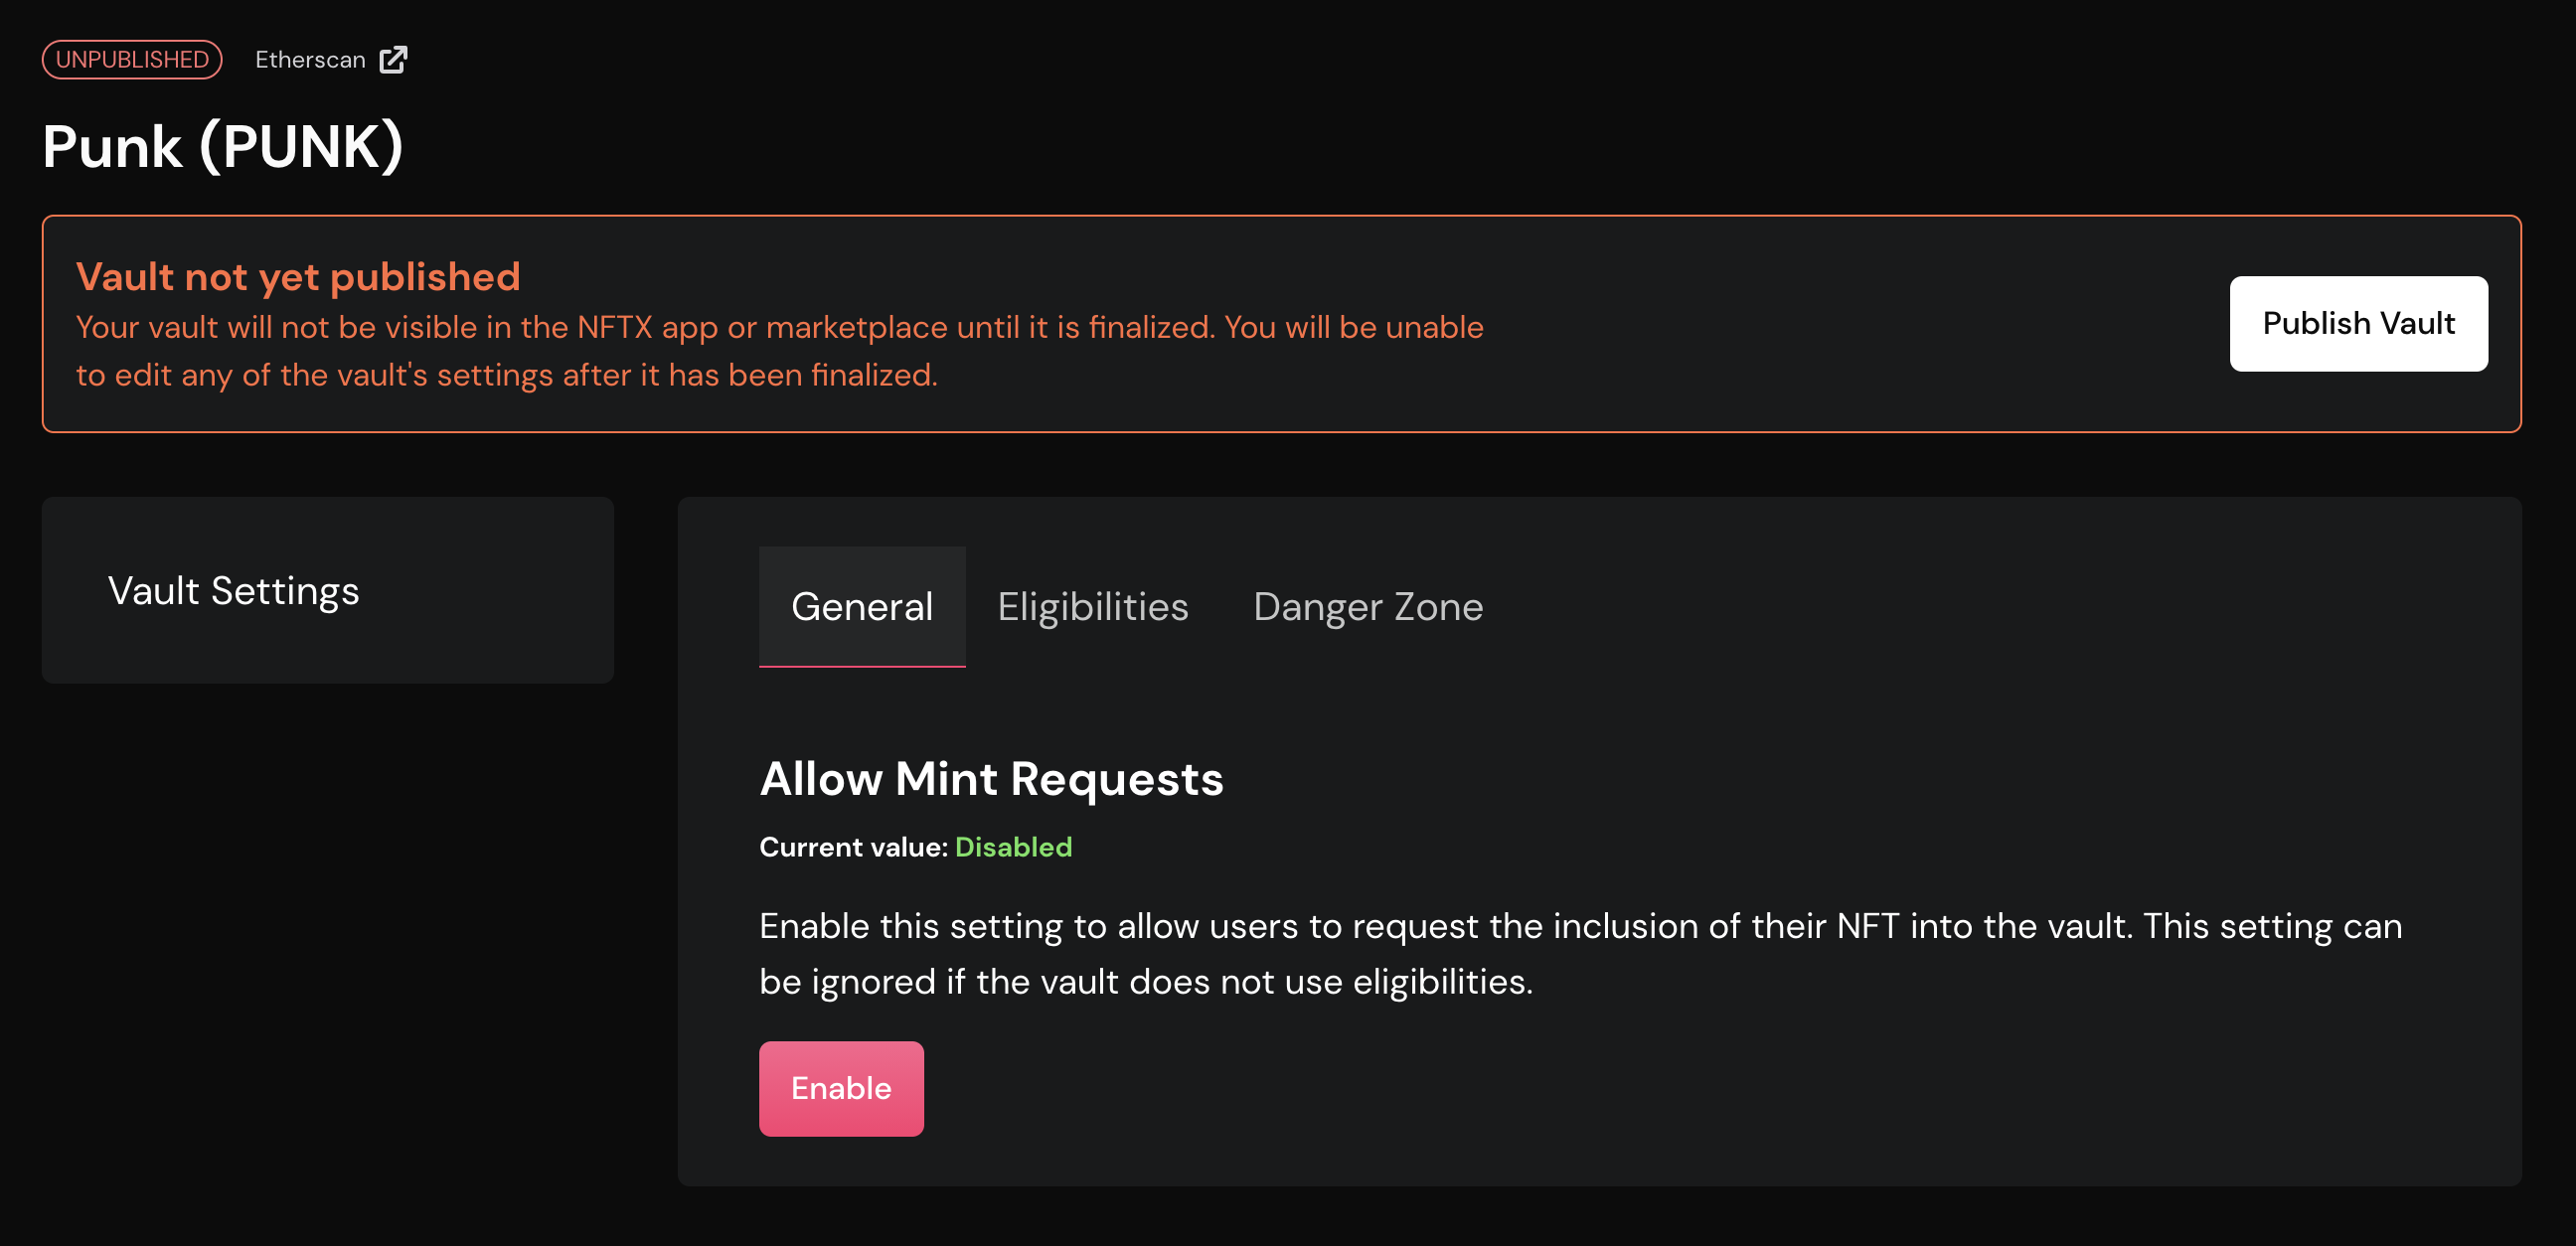 UNPUBLISHED Etherscan
Punk (PUNK)
Vault not yet published
Your vault will not be visible in the NFTX app or marketplace until it is finalized. You will be unable
to edit any of the vault's settings after it has been finalized.
Publish Vault
Vault Settings
General Eligibilities Danger Zone
Allow Mint Requests
Current value: Disabled
Enable this setting to allow users to request the inclusion of their NFT into the vault. This setting can
be ignored if the vault does not use eligibilities.
Enable